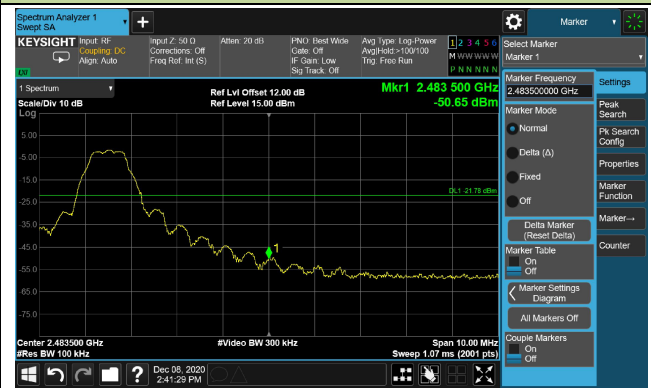 Spectrum Analyzer 1
Swept SA
+
Marker
KEYSIGHT
Input: RF
Coupling: DC
Align: Auto
Input Z: 50 Ω
Corrections: Off
Freq Ref: Int (S)
Atten: 20 dB
PNO: Best Wide
Gate: Off
IF Gain: Low
Sig Track: Off
Avg Type: Log-Power
Avg|Hold:>100/100
Trig: Free Run
1 2 3 4 5 6
M W W W W W
P N N N N N
LXI
Select Marker
Marker 1
1 Spectrum
Scale/Div 10 dB
Log
Ref Lvl Offset 12.00 dB
Ref Level 15.00 dBm
Mkr1 2.483 500 GHz
-50.65 dBm
5.00
-5.00
-15.0
-25.0
-35.0
-45.0
-55.0
-65.0
-75.0
DL1 -21.78 dBm
1
Center 2.483500 GHz
#Res BW 100 kHz
#Video BW 300 kHz
Span 10.00 MHz
Sweep 1.07 ms (2001 pts)
Marker Frequency
2.483500000 GHz
Marker Mode
Normal
Delta (Δ)
Fixed
Off
Delta Marker
(Reset Delta)
Marker Table
On
Off
Marker Settings
Diagram
All Markers Off
Couple Markers
On
Off
Settings
Peak
Search
Pk Search
Config
Properties
Marker
Function
Marker→
Counter
?
Dec 08, 2020
2:41:29 PM